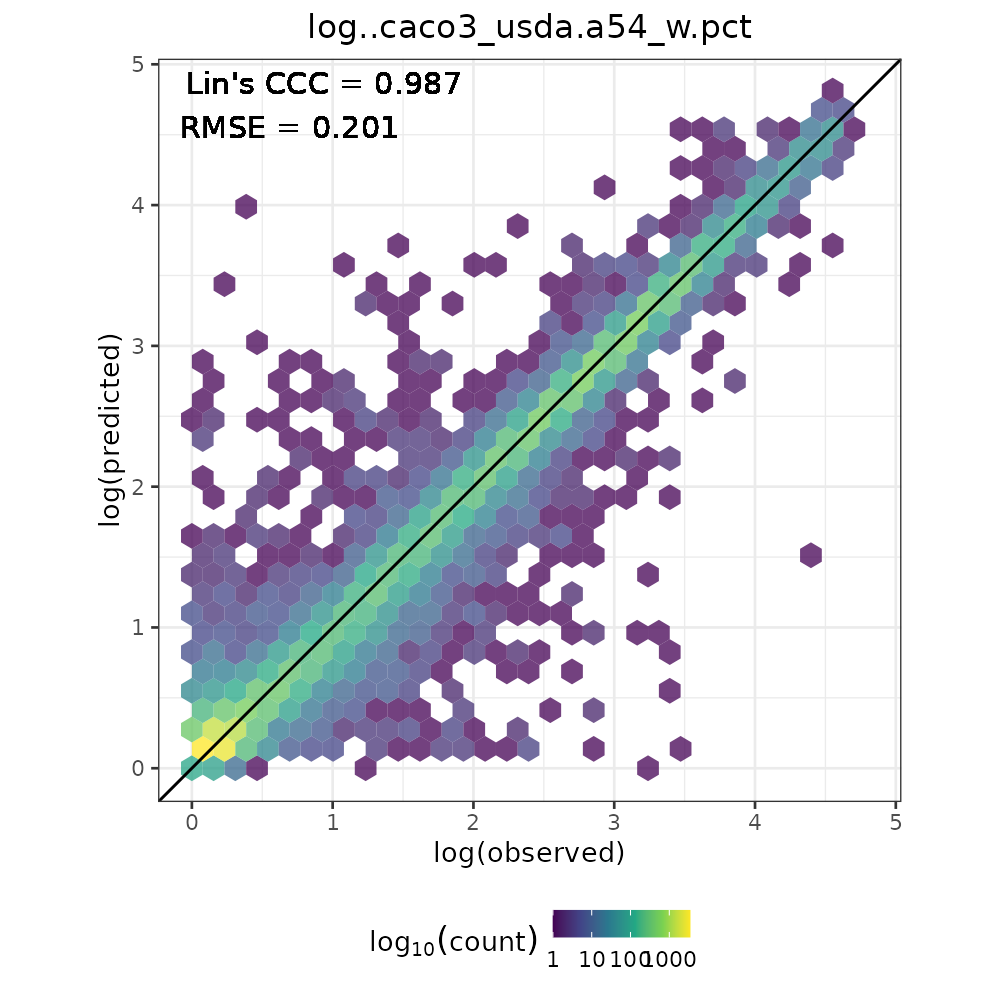 log..caco3_usda.a54_w.pct
Lin's CCC = 0.987
RMSE = 0.201
log(predicted)
5
4
3
2
1
0
0 1 2 3 4 5
log(observed)
log₁₀(count)
1 10 100 1000